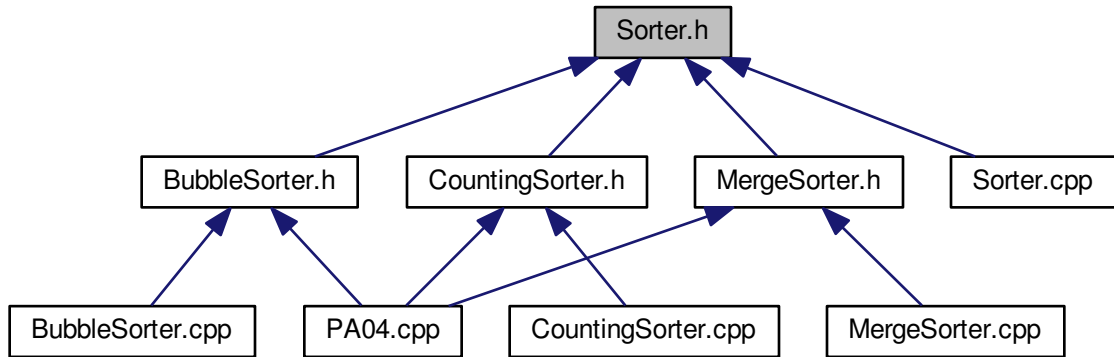 Sorter.h
BubbleSorter.h
CountingSorter.h
MergeSorter.h
Sorter.cpp
BubbleSorter.cpp
PA04.cpp
CountingSorter.cpp
MergeSorter.cpp